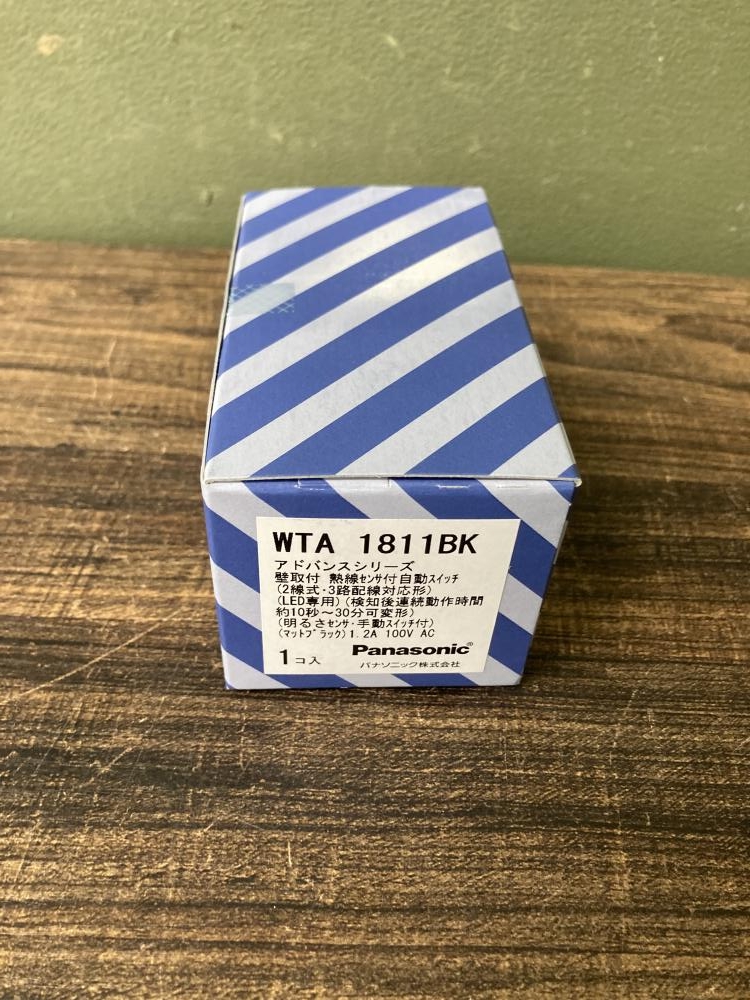 WTA 1811BK
アドバンスシリーズ
壁取付 熱線センサ付自動スイッチ
(2線式・3路配線対応形)
(LED専用)(検知後連続動作時間
約10秒〜30分可変形)
(明るさセンサ・手動スイッチ付)
(マットブラック)1.2A 100V AC
Panasonic®
1コ入 パナソニック株式会社